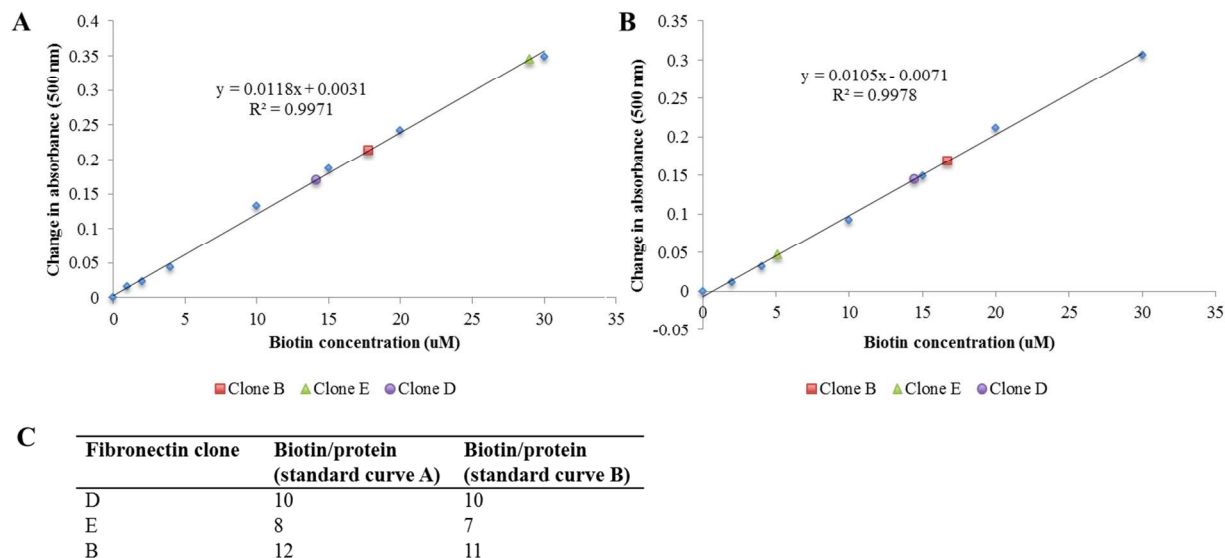 A
Change in absorbance (500 nm)
0.4
0.35
0.3
0.25
0.2
0.15
0.1
0.05
0
y = 0.0118x + 0.0031
R² = 0.9971
0 5 10 15 20 25 30 35
Biotin concentration (uM)
Clone B Clone E Clone D
B
Change in absorbance (500 nm)
0.35
0.3
0.25
0.2
0.15
0.1
0.05
0
-0.05
y = 0.0105x - 0.0071
R² = 0.9978
0 5 10 15 20 25 30 35
Biotin concentration (uM)
Clone B Clone E Clone D
C
Fibronectin clone Biotin/protein Biotin/protein
(standard curve A) (standard curve B)
D 10 10
E 8 7
B 12 11